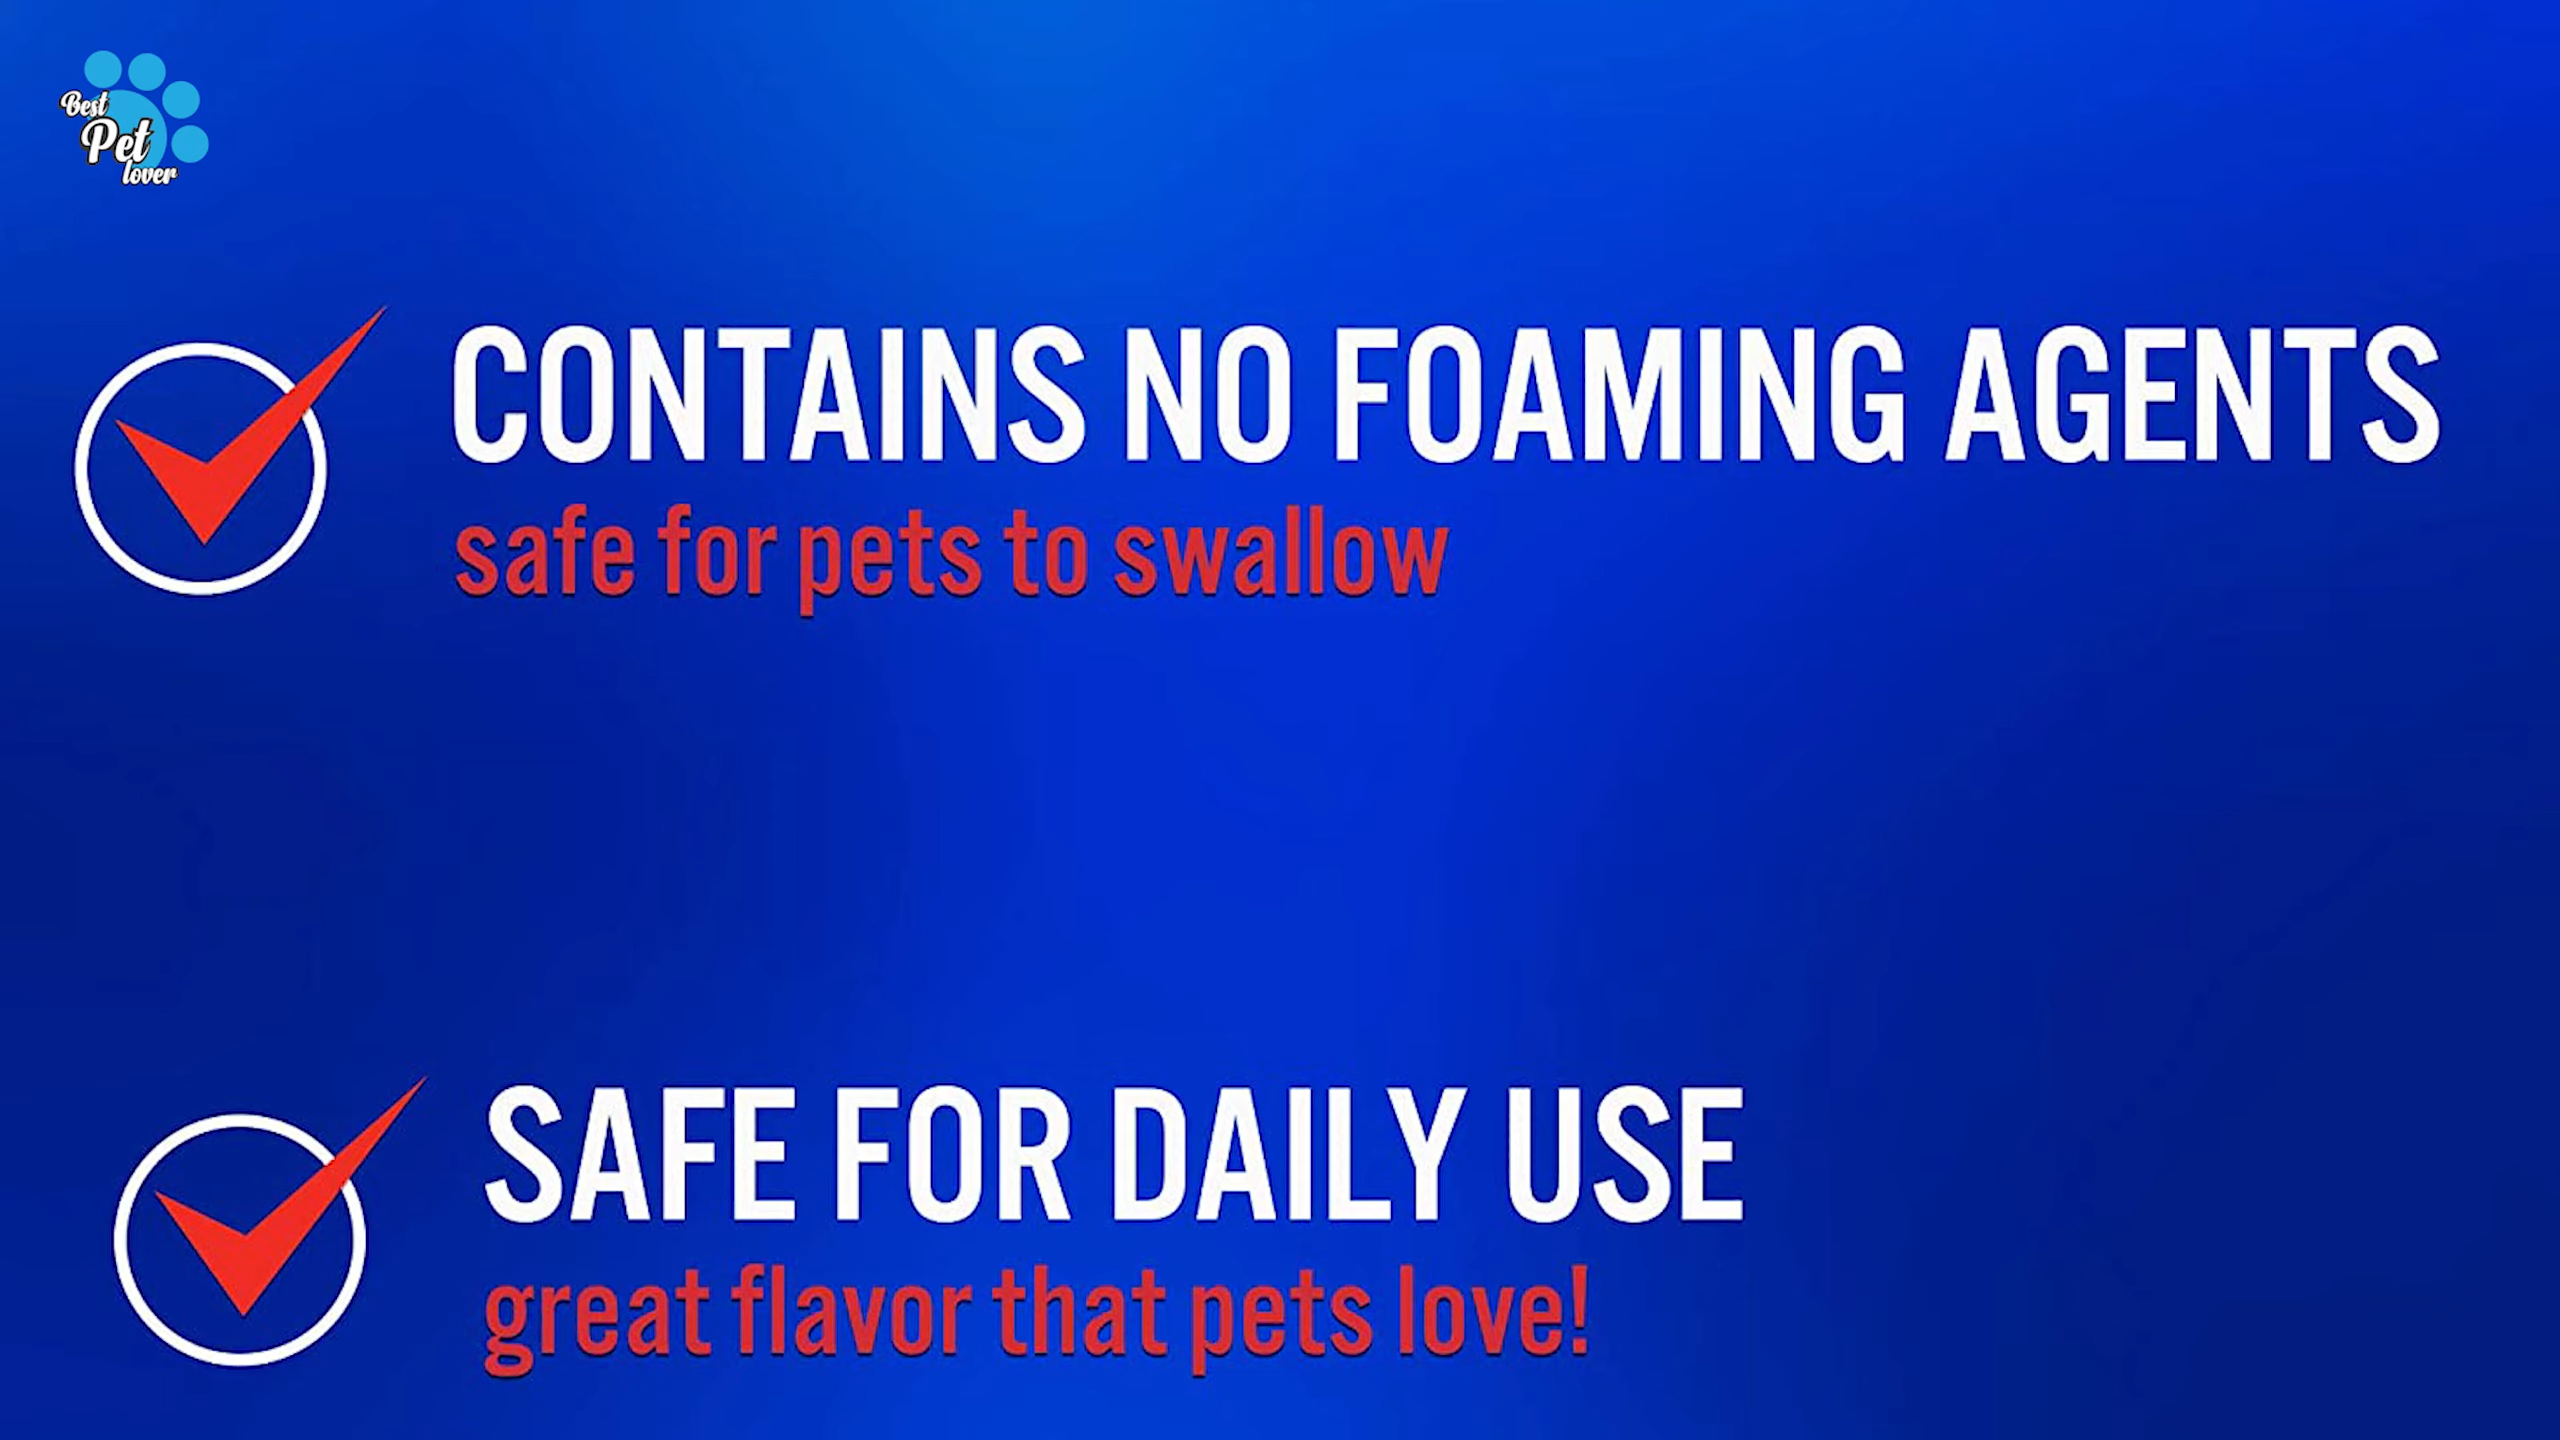 Best
Pet
lover
CONTAINS NO FOAMING AGENTS
safe for pets to swallow
SAFE FOR DAILY USE
great flavor that pets love!